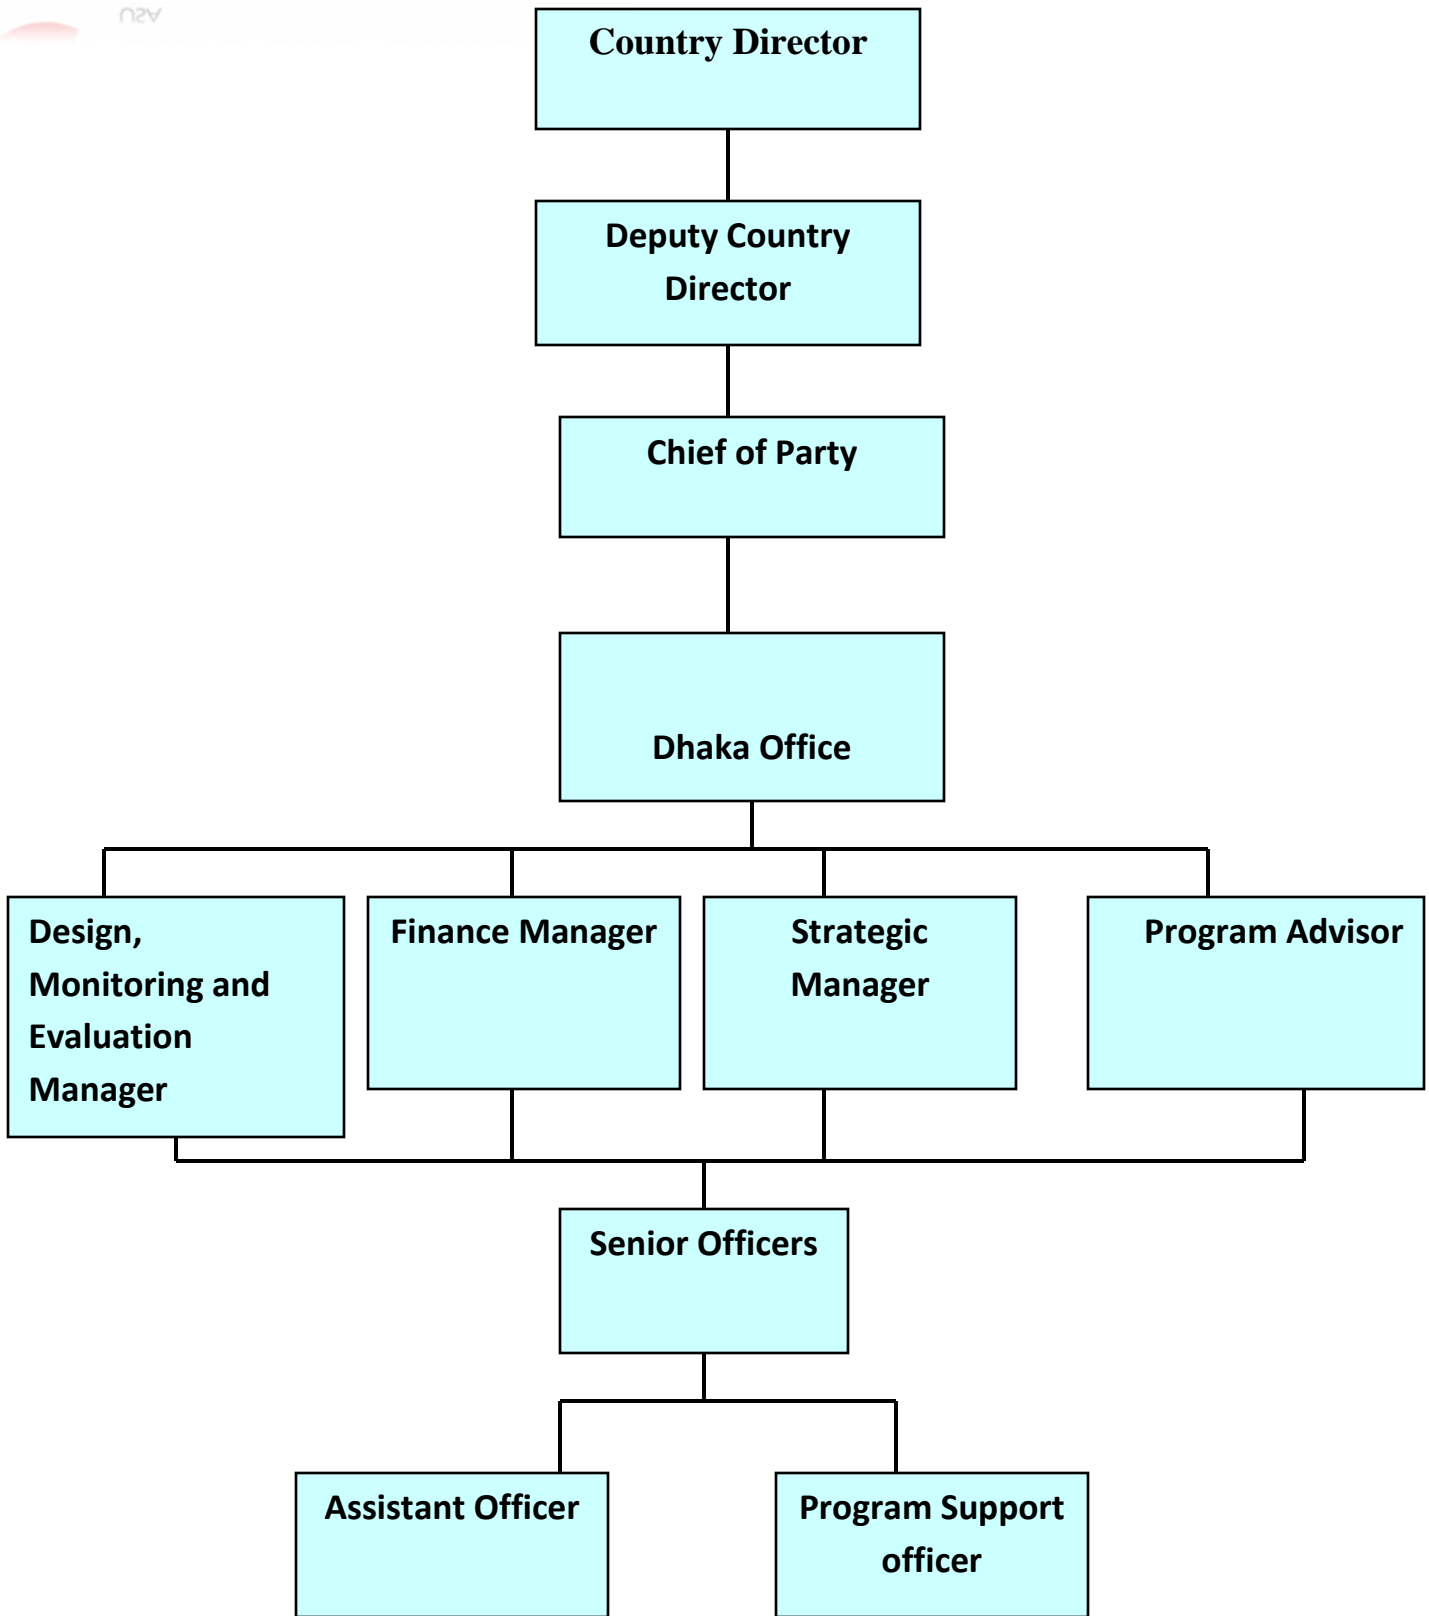 USA
Country Director
Deputy Country
Director
Chief of Party
Dhaka Office
Design,
Monitoring and
Evaluation
Manager
Finance Manager
Strategic
Manager
Program Advisor
Senior Officers
Assistant Officer
Program Support
officer